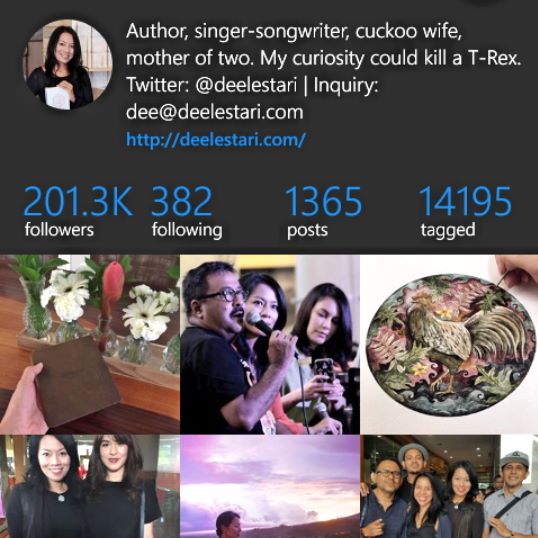 Author, singer-songwriter, cuckoo wife,
mother of two. My curiosity could kill a T-Rex.
Twitter: @deelestari | Inquiry:
dee@deelestari.com
http://deelestari.com/
201.3K 382 1365 14195
followers following posts tagged